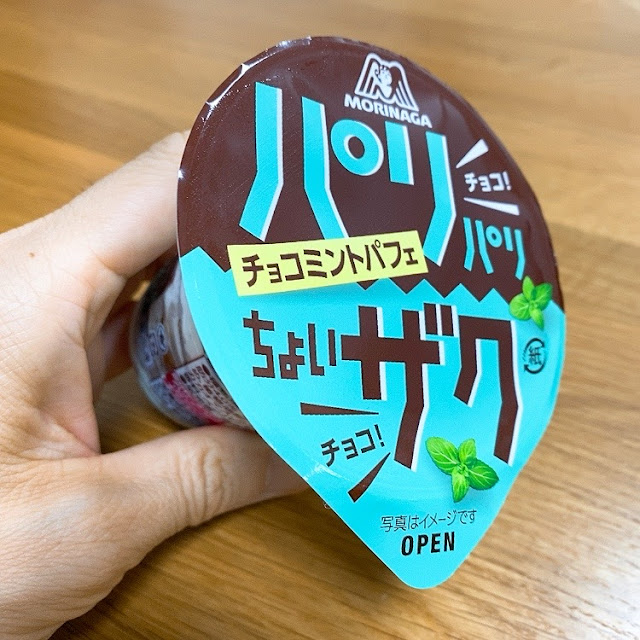 MORINAGA
パリ
パリ
チョコ!
チョコミントパフェ
ちょいザク
チョコ!
紙
写真はイメージです
OPEN